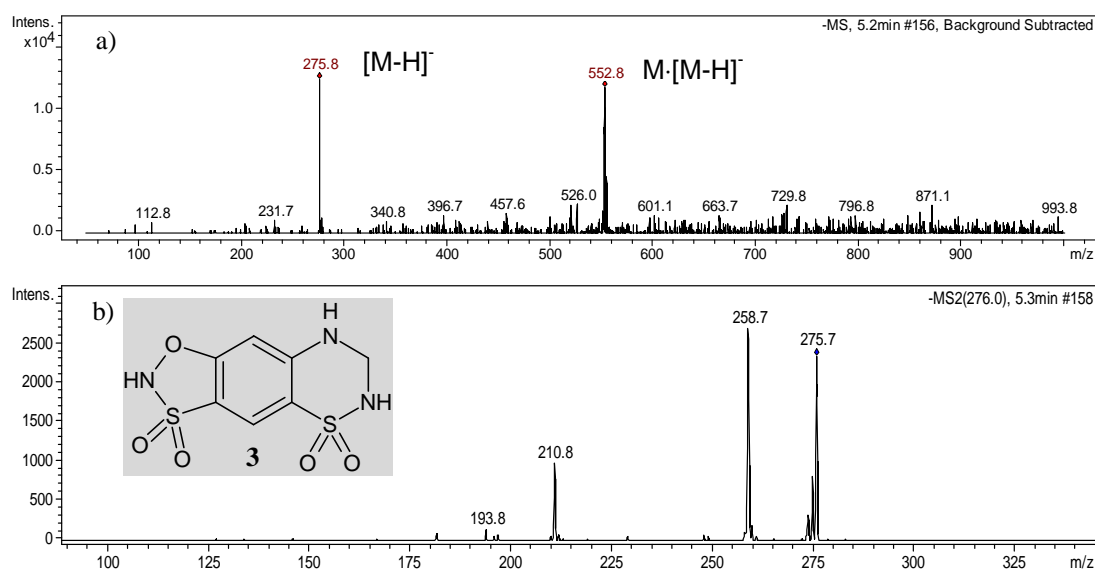 Intens.
x10⁴
a)
-MS, 5.2min #156, Background Subtracted
275.8
[M-H]⁻
552.8
M·[M-H]⁻
1.0
0.5
0.0
112.8
231.7
340.8
396.7
457.6
526.0
601.1
663.7
729.8
796.8
871.1
993.8
100
200
300
400
500
600
700
800
900
m/z
Intens.
b)
-MS2(276.0), 5.3min #158
2500
2000
1500
1000
500
0
H
N
O
HN
NH
S
S
O
O
O
O
3
258.7
275.7
210.8
193.8
100
125
150
175
200
225
250
275
300
325
m/z